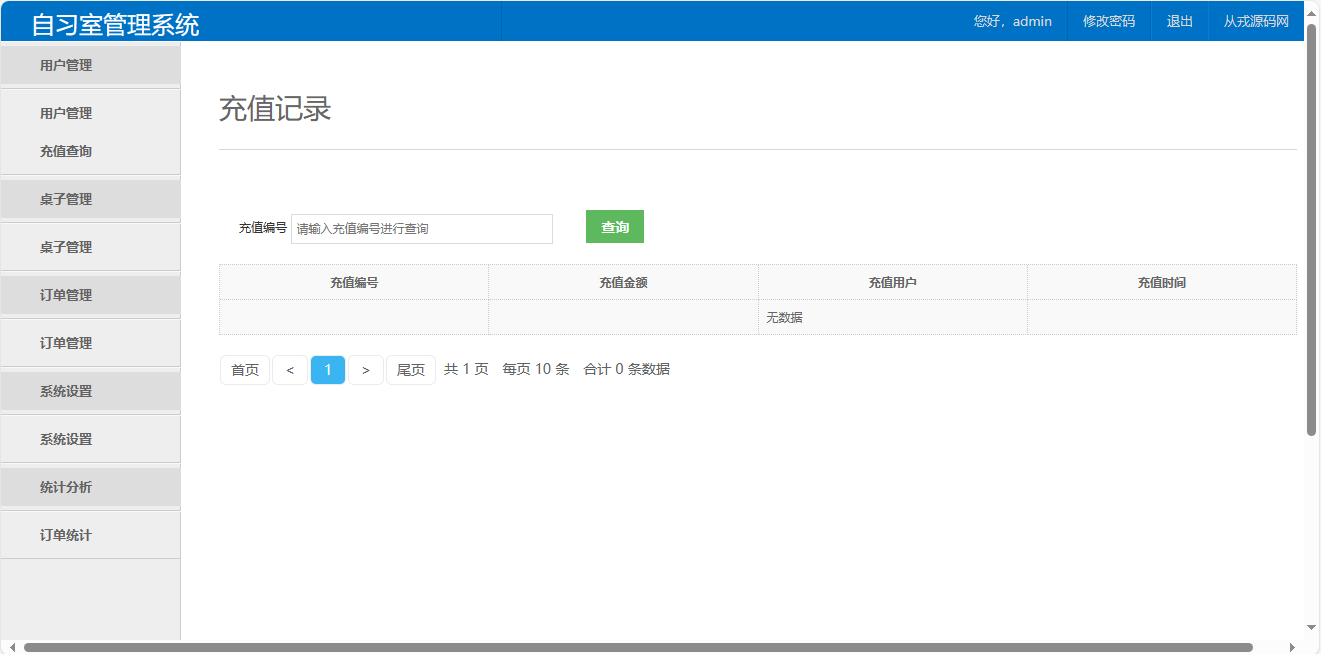 自习室管理系统
您好，admin 修改密码 退出 从戎源码网
用户管理
用户管理
充值查询
桌子管理
桌子管理
订单管理
订单管理
系统设置
系统设置
统计分析
订单统计
充值记录
充值编号 请输入充值编号进行查询 查询
充值编号 充值金额 充值用户 充值时间
无数据
首页 < 1 > 尾页 共 1 页 每页 10 条 合计 0 条数据